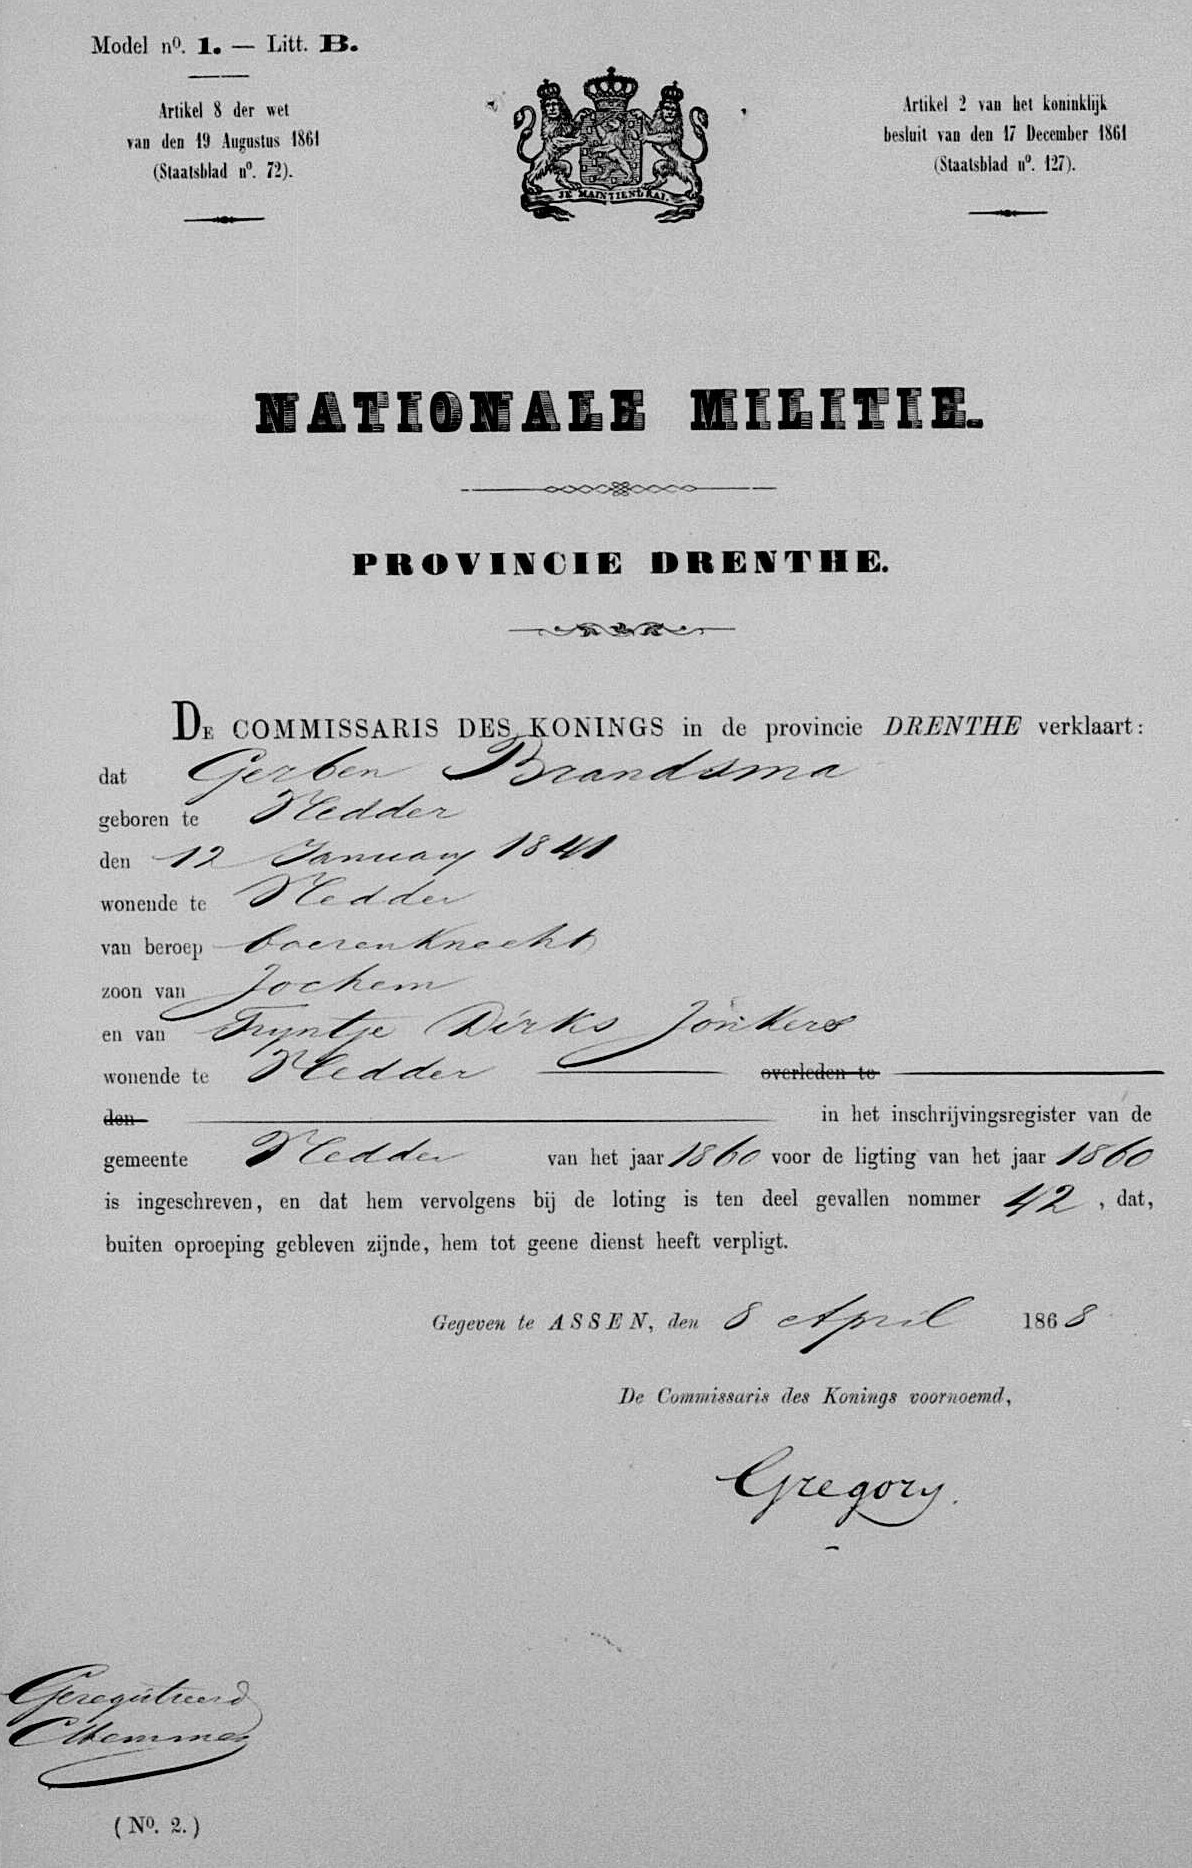 Model nº. 1. — Litt. B.
Artikel 8 der wet
van den 19 Augustus 1861
(Staatsblad nº. 72).
JE MAINTIENDRAI.
Artikel 2 van het koninklijk
besluit van den 17 December 1861
(Staatsblad nº. 127).
NATIONALE MILITIE.
PROVINCIE DRENTHE.
DE COMMISSARIS DES KONINGS in de provincie DRENTHE verklaart:
dat Gerben Brandsma
geboren te Vledder
den 12 January 1841
wonende te Vledder
van beroep boerenknecht
zoon van Jochem
en van Tryntje Dirks Jonkers
wonende te Vledder overleden te
den in het inschrijvingsregister van de
gemeente Vledder van het jaar 1860 voor de ligting van het jaar 1860
is ingeschreven, en dat hem vervolgens bij de loting is ten deel gevallen nommer 42, dat,
buiten oproeping gebleven zijnde, hem tot geene dienst heeft verpligt.
Gegeven te ASSEN, den 8 April 1868
De Commissaris des Konings voornoemd,
Gregory.
Geregistreerd
(Nº. 2.)